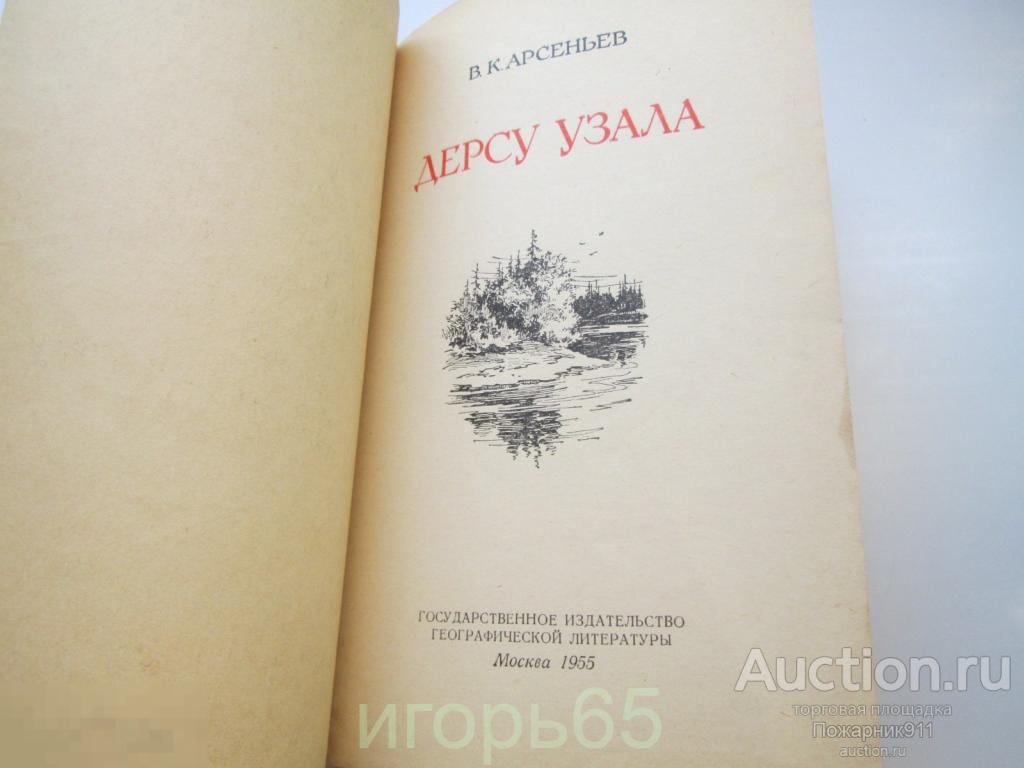 В. К. АРСЕНЬЕВ
ДЕРСУ УЗАЛА
ГОСУДАРСТВЕННОЕ ИЗДАТЕЛЬСТВО
ГЕОГРАФИЧЕСКОЙ ЛИТЕРАТУРЫ
Москва 1955
игорь65
Auction.ru
торговая площадка
Пожарник911
auction.ru